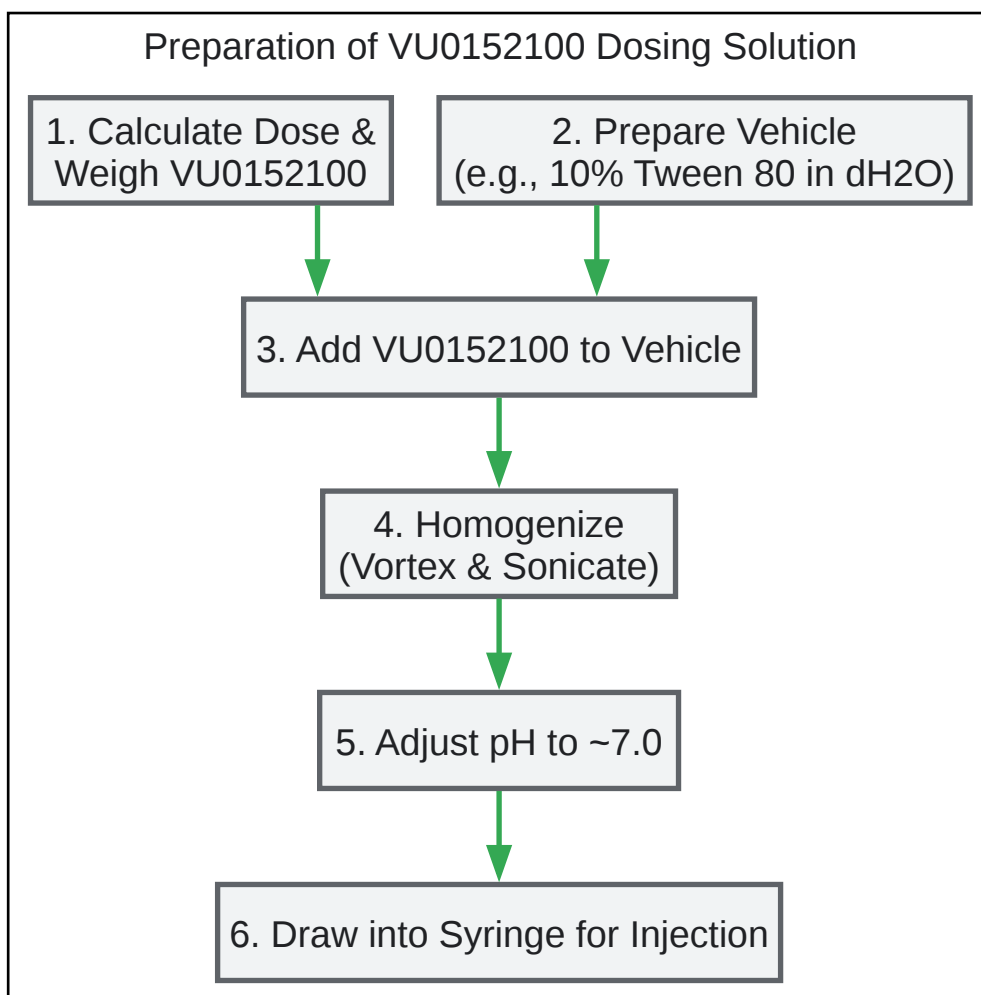 Preparation of VU0152100 Dosing Solution
1. Calculate Dose &
Weigh VU0152100
2. Prepare Vehicle
(e.g., 10% Tween 80 in dH2O)
3. Add VU0152100 to Vehicle
4. Homogenize
(Vortex & Sonicate)
5. Adjust pH to ~7.0
6. Draw into Syringe for Injection